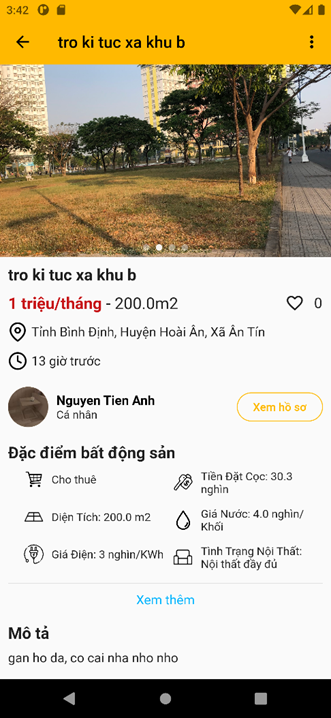 3:42
tro ki tuc xa khu b
tro ki tuc xa khu b
1 triệu/tháng - 200.0m2
0
Tỉnh Bình Định, Huyện Hoài Ân, Xã Ân Tín
13 giờ trước
Nguyen Tien Anh
Cá nhân
Xem hồ sơ
Đặc điểm bất động sản
Cho thuê
Tiền Đặt Cọc: 30.3
nghìn
Diện Tích: 200.0 m2
Giá Nước: 4.0 nghìn/
Khối
Giá Điện: 3 nghìn/KWh
Tình Trạng Nội Thất:
Nội thất đầy đủ
Xem thêm
Mô tả
gan ho da, co cai nha nho nho